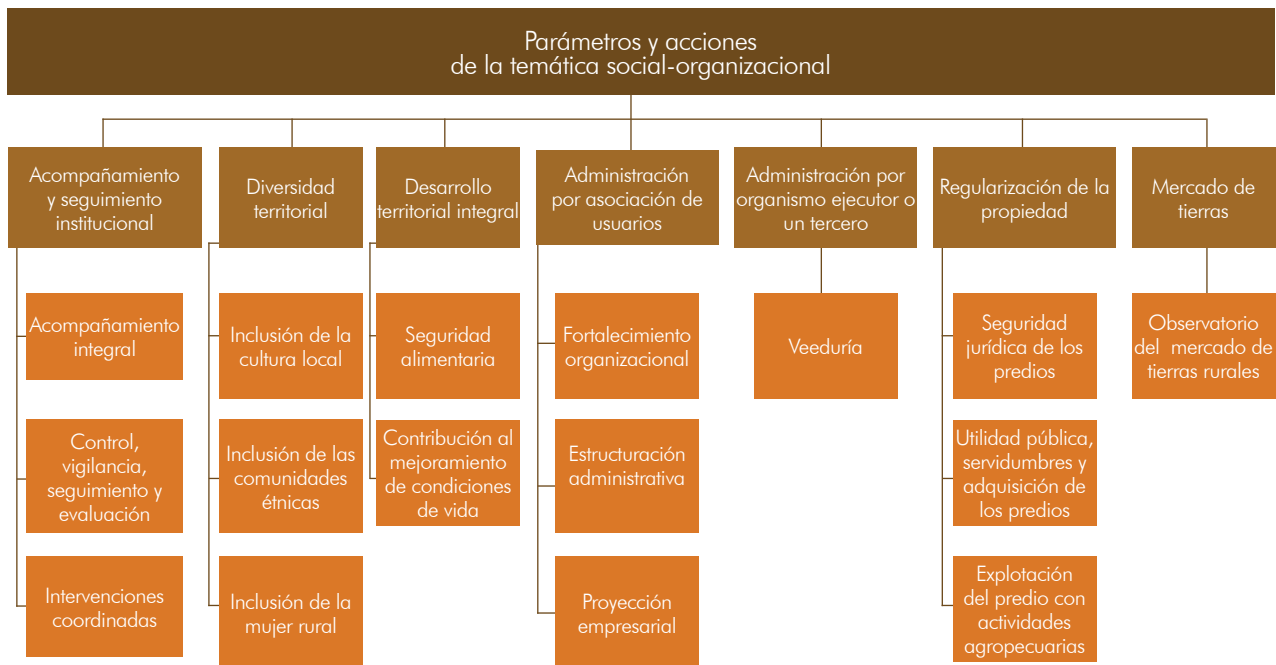 Parámetros y acciones
de la temática social-organizacional
Acompañamiento
y seguimiento
institucional
Diversidad
territorial
Desarrollo
territorial integral
Administración
por asociación de
usuarios
Administración por
organismo ejecutor o
un tercero
Regularización de la
propiedad
Mercado de
tierras
Acompañamiento
integral
Control,
vigilancia,
seguimiento y
evaluación
Intervenciones
coordinadas
Inclusión de la
cultura local
Inclusión de las
comunidades
étnicas
Inclusión de la
mujer rural
Seguridad
alimentaria
Contribución al
mejoramiento
de condiciones
de vida
Fortalecimiento
organizacional
Estructuración
administrativa
Proyección
empresarial
Veeduría
Seguridad
jurídica de los
predios
Utilidad pública,
servidumbres y
adquisición de
los predios
Explotación
del predio con
actividades
agropecuarias
Observatorio
del mercado de
tierras rurales